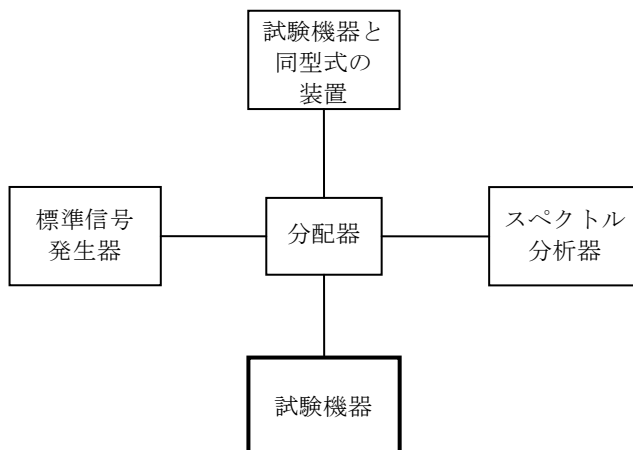 試験機器と
同型式の
装置
標準信号
発生器
分配器
スペクトル
分析器
試験機器